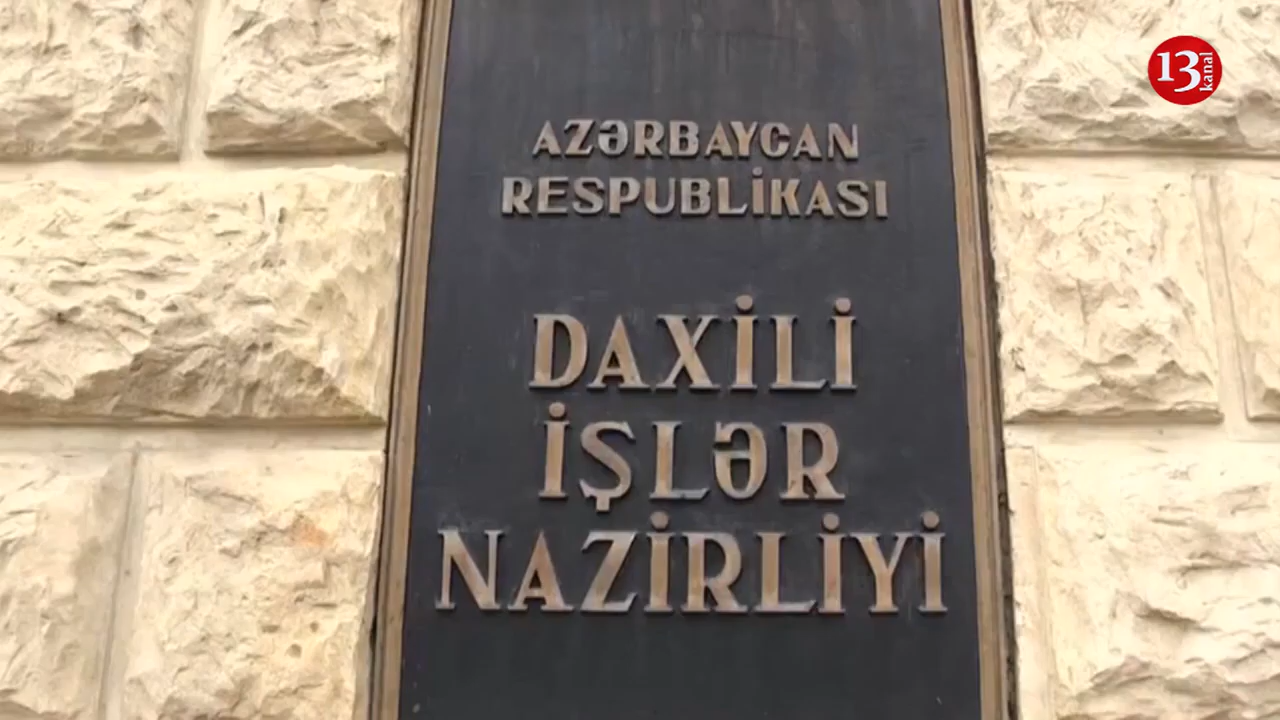 AZƏRBAYCAN
RESPUBLİKASI
DAXİLİ
İŞLƏR
NAZİRLİYİ
13
kanal